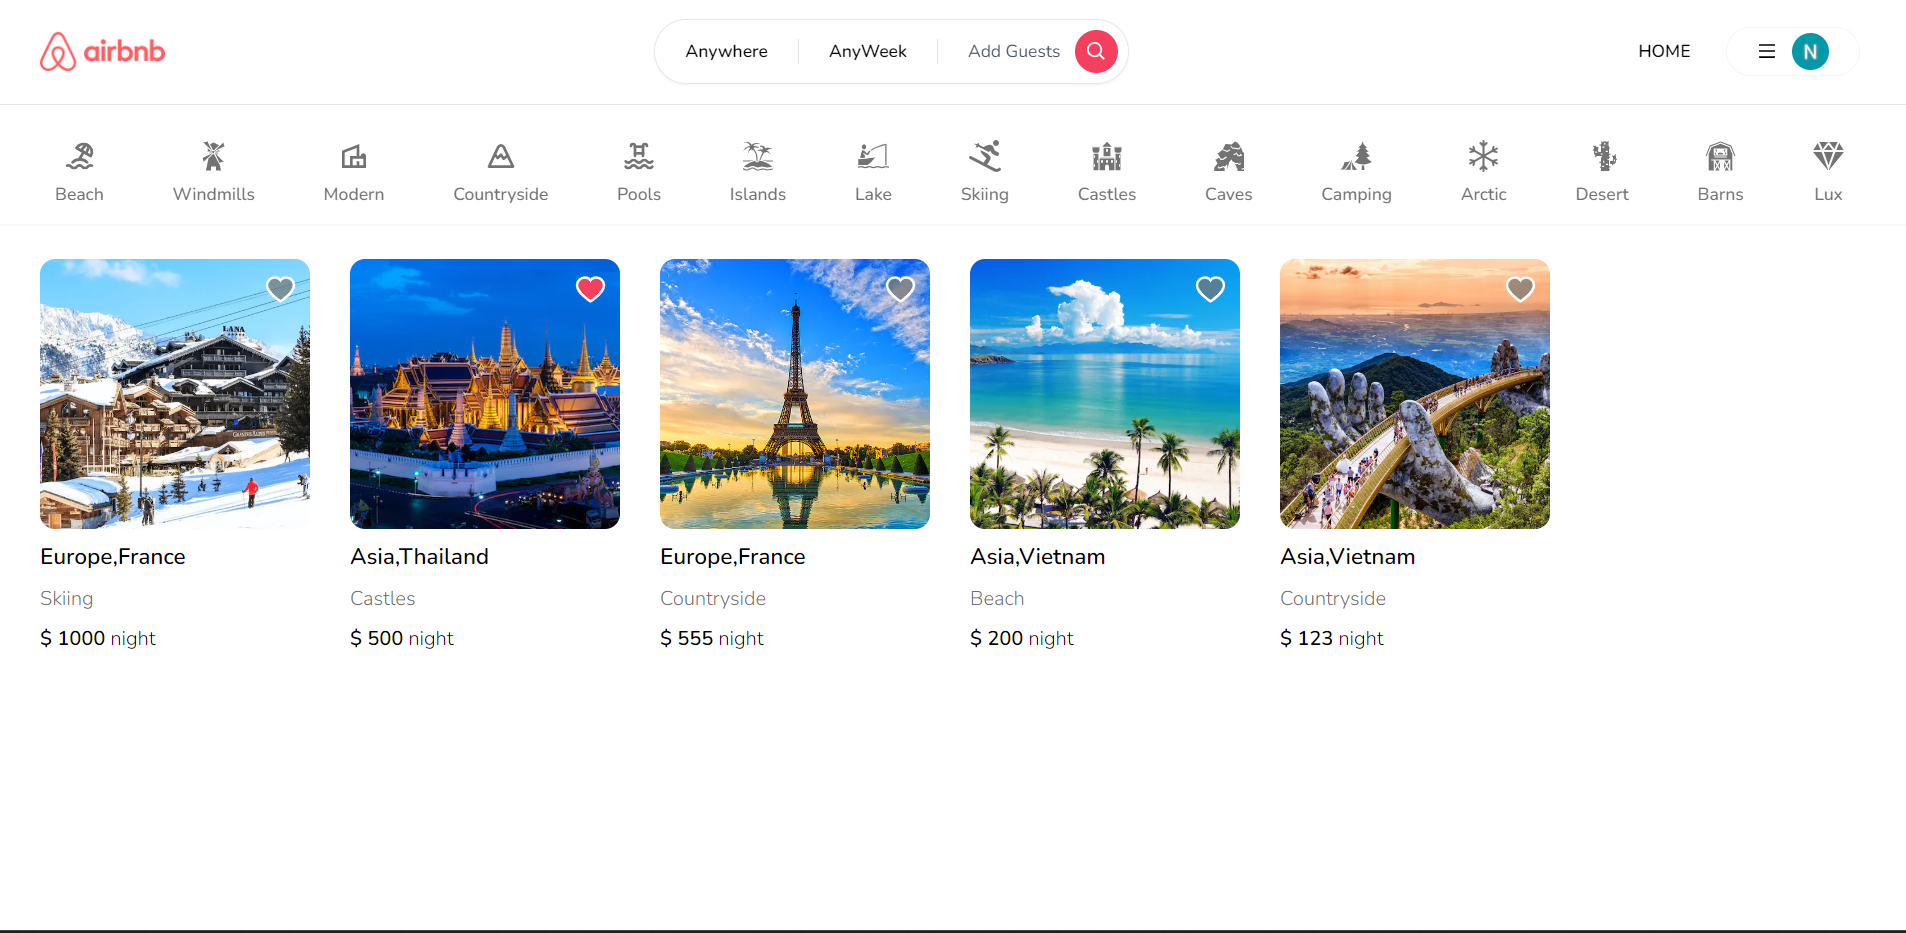 airbnb
Anywhere
AnyWeek
Add Guests
HOME
N
Beach
Windmills
Modern
Countryside
Pools
Islands
Lake
Skiing
Castles
Caves
Camping
Arctic
Desert
Barns
Lux
LANA
Europe,France
Skiing
$ 1000 night
Asia,Thailand
Castles
$ 500 night
Europe,France
Countryside
$ 555 night
Asia,Vietnam
Beach
$ 200 night
Asia,Vietnam
Countryside
$ 123 night